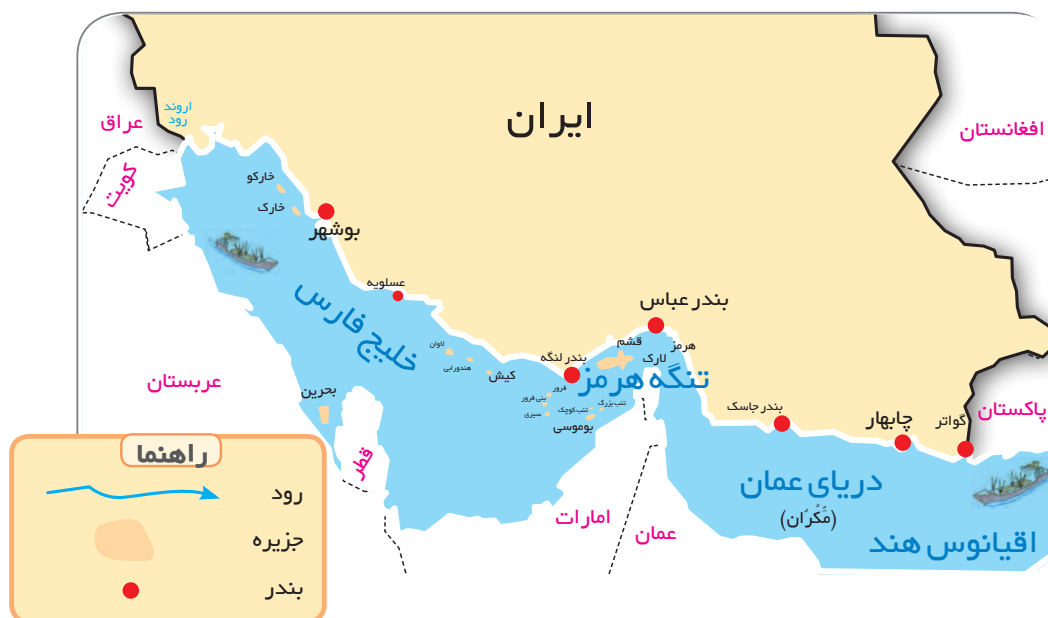 ایران
افغانستان
پاکستان
عراق
کویت
عربستان
قطر
امارات
عمان
اروند
رود
خارکو
خارک
بوشهر
عسلویه
خلیج فارس
لاوان
هندورابی
کیش
بحرین
بندر عباس
هرمز
قشم
لارک
تنگه هرمز
بندر لنگه
فرور
بنی فرور
سیری
تنب بزرگ
تنب کوچک
بوموسی
بندر جاسک
چابهار
گواتر
دریای عمان
(مَکُران)
اقیانوس هند
راهنما
رود
جزیره
بندر